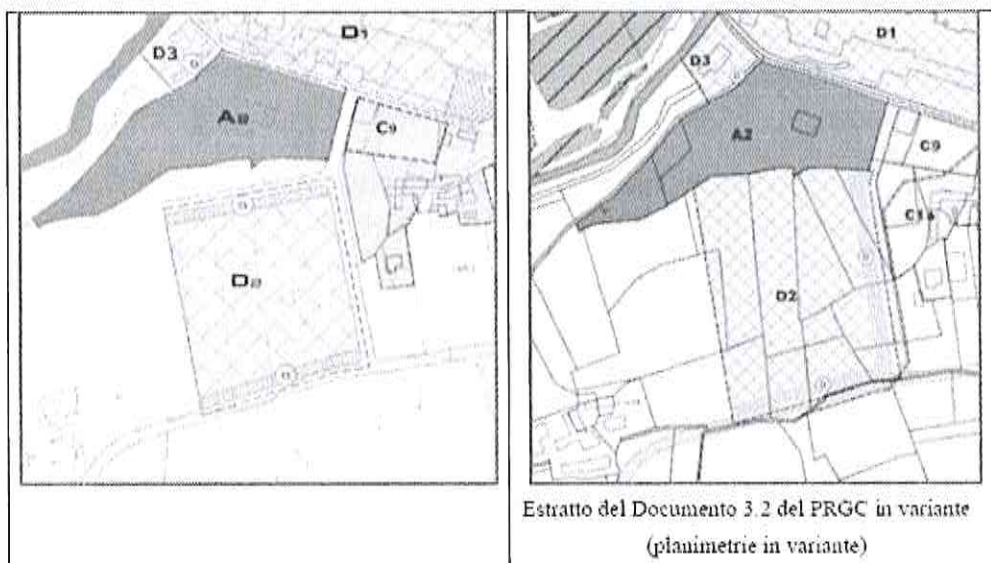 D1
D3
A2
C9
D2
D1
D3
A2
C9
C16
D2
Estratto del Documento 3.2 del PRGC in variante
(planimetrie in variante)